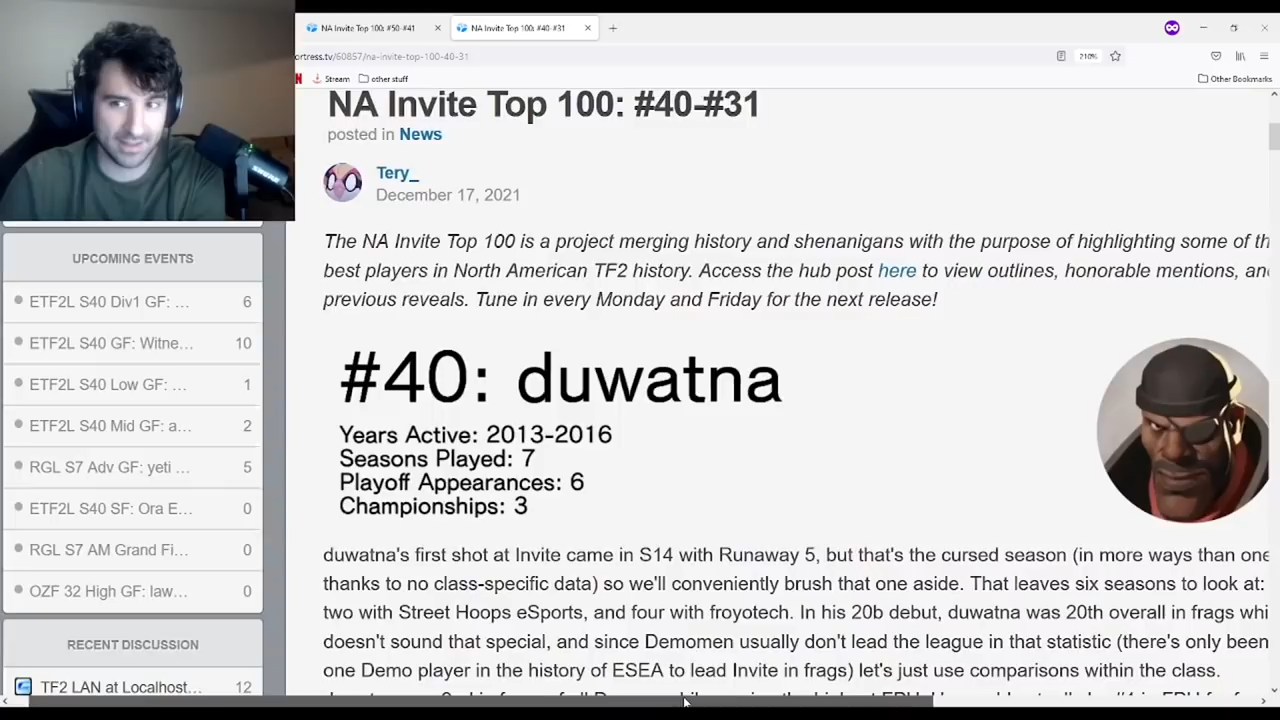 NA Invite Top 100: #50-#41
NA Invite Top 100: #40-#31
ortress.tv/60857/na-invite-top-100-40-31
210%
Stream
other stuff
Other Bookmarks
NA Invite Top 100: #40-#31
posted in News
Tery_
December 17, 2021
The NA Invite Top 100 is a project merging history and shenanigans with the purpose of highlighting some of th
best players in North American TF2 history. Access the hub post here to view outlines, honorable mentions, an
previous reveals. Tune in every Monday and Friday for the next release!
#40: duwatna
Years Active: 2013-2016
Seasons Played: 7
Playoff Appearances: 6
Championships: 3
duwatna's first shot at Invite came in S14 with Runaway 5, but that's the cursed season (in more ways than one
thanks to no class-specific data) so we'll conveniently brush that one aside. That leaves six seasons to look at:
two with Street Hoops eSports, and four with froyotech. In his 20b debut, duwatna was 20th overall in frags whi
doesn't sound that special, and since Demomen usually don't lead the league in that statistic (there's only been
one Demo player in the history of ESEA to lead Invite in frags) let's just use comparisons within the class.
UPCOMING EVENTS
ETF2L S40 Div1 GF: ... 6
ETF2L S40 GF: Witne... 10
ETF2L S40 Low GF: ... 1
ETF2L S40 Mid GF: a... 2
RGL S7 Adv GF: yeti ... 5
ETF2L S40 SF: Ora E... 0
RGL S7 AM Grand Fi... 0
OZF 32 High GF: law... 0
RECENT DISCUSSION
TF2 LAN at Localhost... 12
SHURE